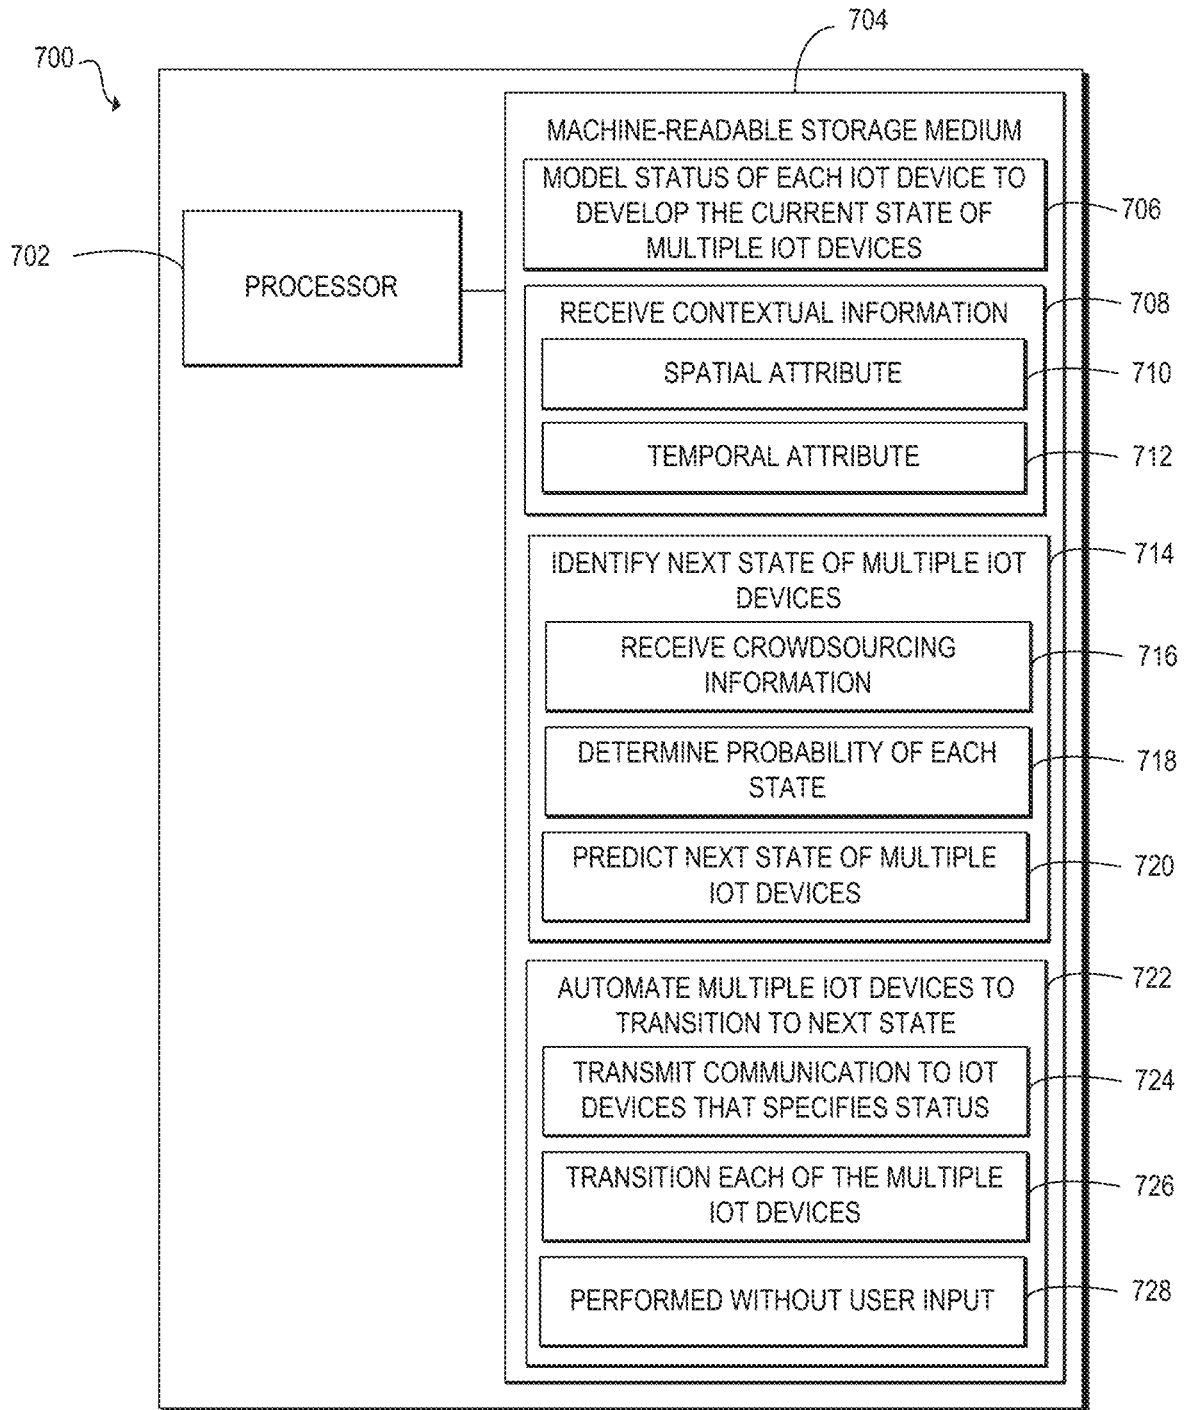 704
700
MACHINE-READABLE STORAGE MEDIUM
MODEL STATUS OF EACH IOT DEVICE TO
DEVELOP THE CURRENT STATE OF
MULTIPLE IOT DEVICES
706
702
PROCESSOR
RECEIVE CONTEXTUAL INFORMATION
708
SPATIAL ATTRIBUTE
710
TEMPORAL ATTRIBUTE
712
IDENTIFY NEXT STATE OF MULTIPLE IOT
DEVICES
714
RECEIVE CROWDSOURCING
INFORMATION
716
DETERMINE PROBABILITY OF EACH
STATE
718
PREDICT NEXT STATE OF MULTIPLE
IOT DEVICES
720
AUTOMATE MULTIPLE IOT DEVICES TO
TRANSITION TO NEXT STATE
722
TRANSMIT COMMUNICATION TO IOT
DEVICES THAT SPECIFIES STATUS
724
TRANSITION EACH OF THE MULTIPLE
IOT DEVICES
726
PERFORMED WITHOUT USER INPUT
728